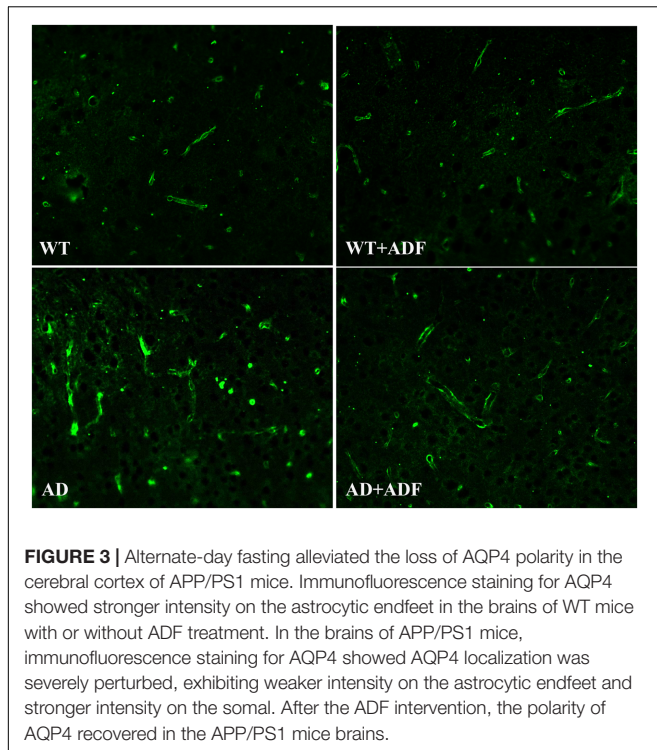 WT
WT+ADF
AD
AD+ADF
FIGURE 3 | Alternate-day fasting alleviated the loss of AQP4 polarity in the
cerebral cortex of APP/PS1 mice. Immunofluorescence staining for AQP4
showed stronger intensity on the astrocytic endfeet in the brains of WT mice
with or without ADF treatment. In the brains of APP/PS1 mice,
immunofluorescence staining for AQP4 showed AQP4 localization was
severely perturbed, exhibiting weaker intensity on the astrocytic endfeet and
stronger intensity on the somal. After the ADF intervention, the polarity of
AQP4 recovered in the APP/PS1 mice brains.